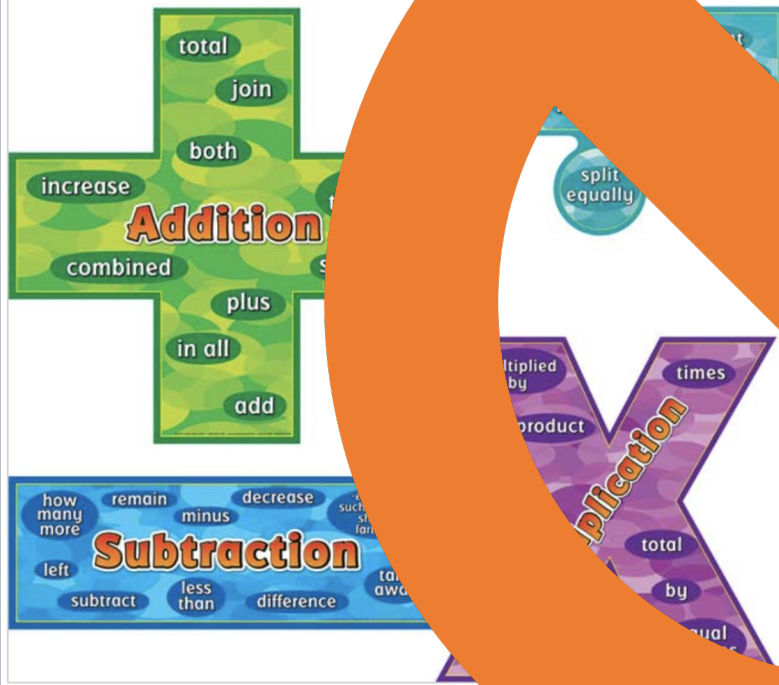 total
join
both
increase
Addition
combined
plus
in all
add
split
equally
by
product
times
total
by
how
many
more
remain
minus
decrease
Subtraction
left
subtract
less
than
difference